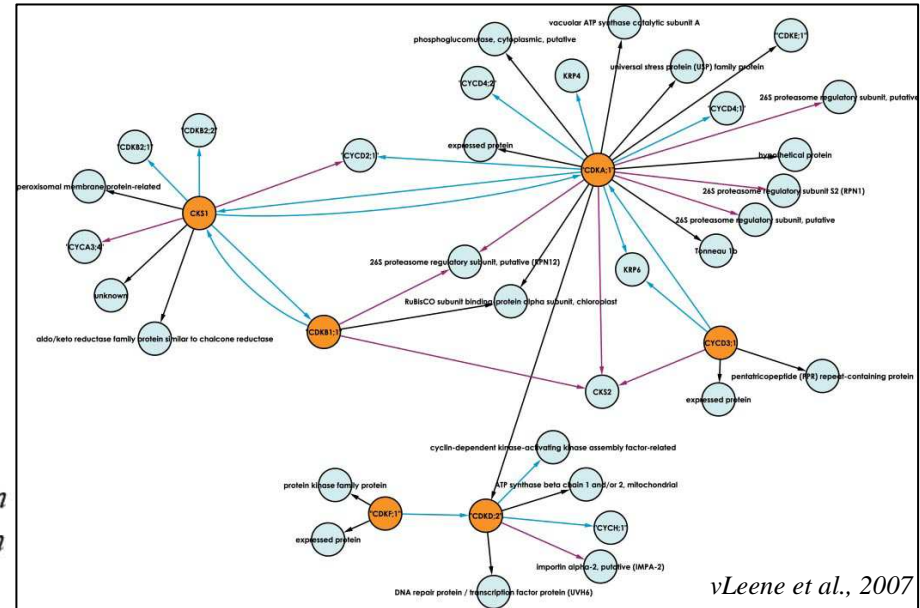 vacuolar ATP synthase catalytic subunit A
phosphoglucomutase, cytoplasmic, putative
"CDKE;1"
universal stress protein (USP) family protein
"CYCD4;2"
KRP4
26S proteasome regulatory subunit, putative
"CYCD4;1"
"CDKB2;2"
"CDKB2;1"
"CYCD2;1"
expressed protein
hypothetical protein
"CDKA;1"
peroxisomal membrane protein-related
26S proteasome regulatory subunit S2 (RPN1)
CKS1
26S proteasome regulatory subunit, putative
"CYCA3;4"
Tonneau 1b
26S proteasome regulatory subunit, putative (RPN12)
KRP6
unknown
RuBisCO subunit binding protein alpha subunit, chloroplast
"CDKB1;1"
CYCD3;1
aldo/keto reductase family protein similar to chalcone reductase
pentatricopeptide (PPR) repeat-containing protein
CKS2
expressed protein
cyclin-dependent kinase-activating kinase assembly factor-related
protein kinase family protein
ATP synthase beta chain 1 and/or 2, mitochondrial
"CDKF;1"
"CDKD;2"
"CYCH;1"
expressed protein
importin alpha-2, putative (IMPA-2)
DNA repair protein / transcription factor protein (UVH6)
vLeene et al., 2007